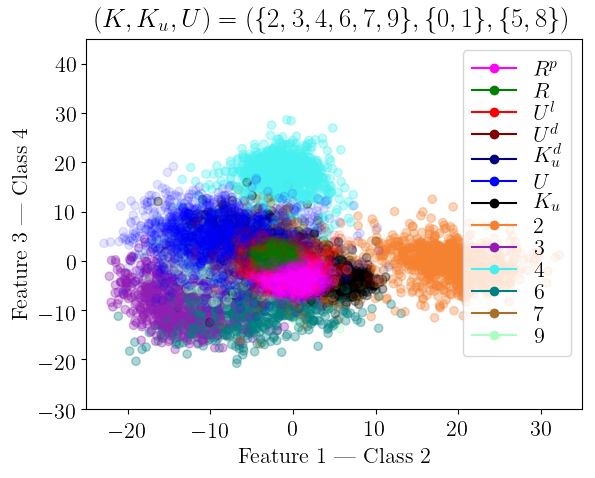 (K, K_u, U) = ({2, 3, 4, 6, 7, 9}, {0, 1}, {5, 8})
40
30
20
10
0
−10
−20
−30
Feature 3 — Class 4
−20 −10 0 10 20 30
Feature 1 — Class 2
R^p
R
U^l
U^d
K_u^d
U
K_u
2
3
4
6
7
9